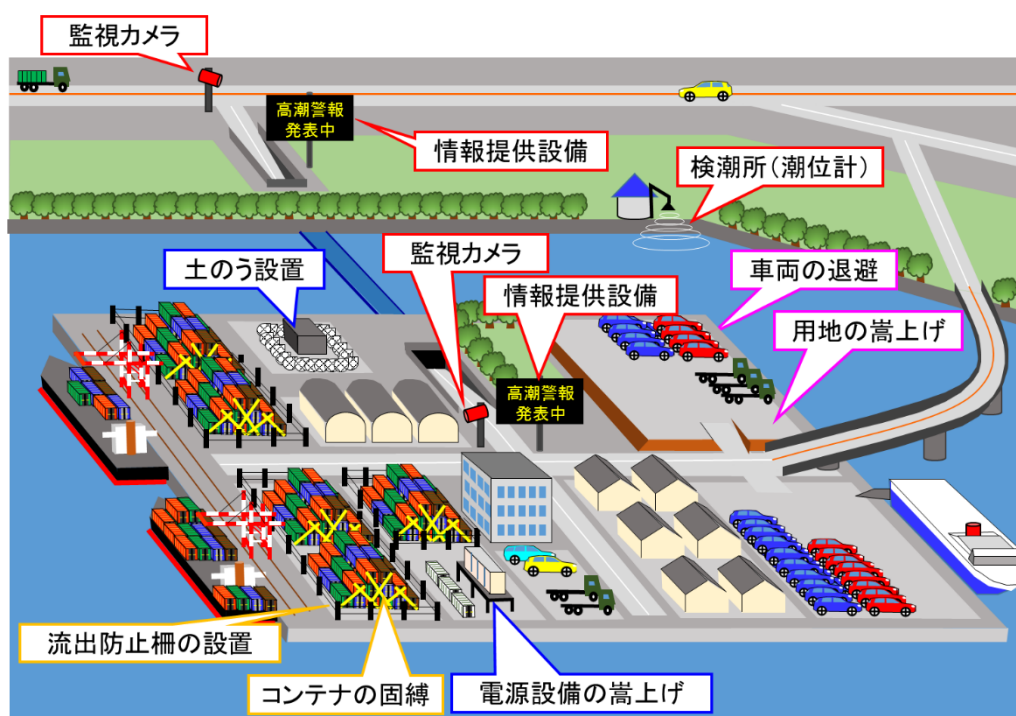 監視カメラ
高潮警報
発表中
情報提供設備
検潮所（潮位計）
監視カメラ
土のう設置
車両の退避
情報提供設備
用地の嵩上げ
高潮警報
発表中
流出防止柵の設置
コンテナの固縛
電源設備の嵩上げ